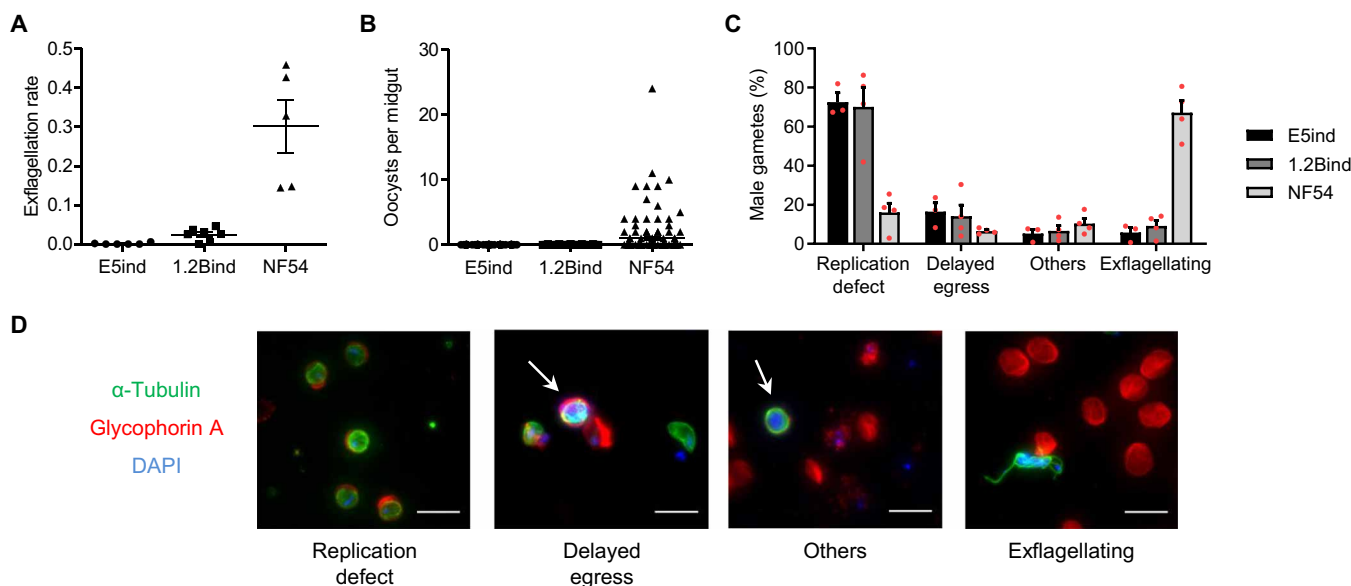 A
Exflagellation rate
0.5
0.4
0.3
0.2
0.1
0.0
E5ind
1.2Bind
NF54
B
Oocysts per midgut
30
20
10
0
E5ind
1.2Bind
NF54
C
Male gametes (%)
100
80
60
40
20
0
Replication
defect
Delayed
egress
Others
Exflagellating
E5ind
1.2Bind
NF54
D
α-Tubulin
Glycophorin A
DAPI
Replication
defect
Delayed
egress
Others
Exflagellating